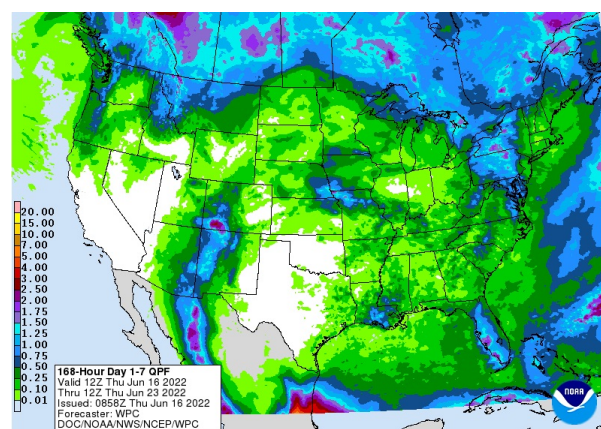 20.00
15.00
10.00
7.00
5.00
4.00
3.00
2.50
2.00
1.75
1.50
1.25
1.00
0.75
0.50
0.25
0.10
0.01
168-Hour Day 1-7 QPF
Valid 12Z Thu Jun 16 2022
Thru 12Z Thu Jun 23 2022
Issued: 0858Z Thu Jun 16 2022
Forecaster: WPC
DOC/NOAA/NWS/NCEP/WPC
NOAA